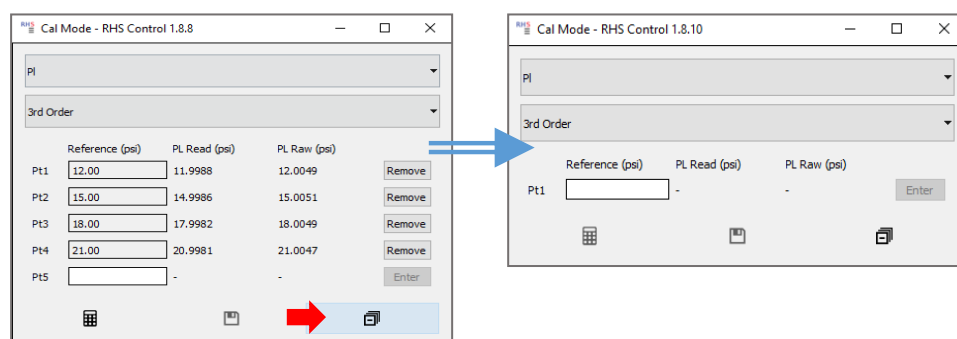 RHS Cal Mode - RHS Control 1.8.8
Pl
3rd Order
Reference (psi) PL Read (psi) PL Raw (psi)
Pt1 12.00 11.9988 12.0049 Remove
Pt2 15.00 14.9986 15.0051 Remove
Pt3 18.00 17.9982 18.0049 Remove
Pt4 21.00 20.9981 21.0047 Remove
Pt5 - - Enter
RHS Cal Mode - RHS Control 1.8.10
Pl
3rd Order
Reference (psi) PL Read (psi) PL Raw (psi)
Pt1 - - Enter